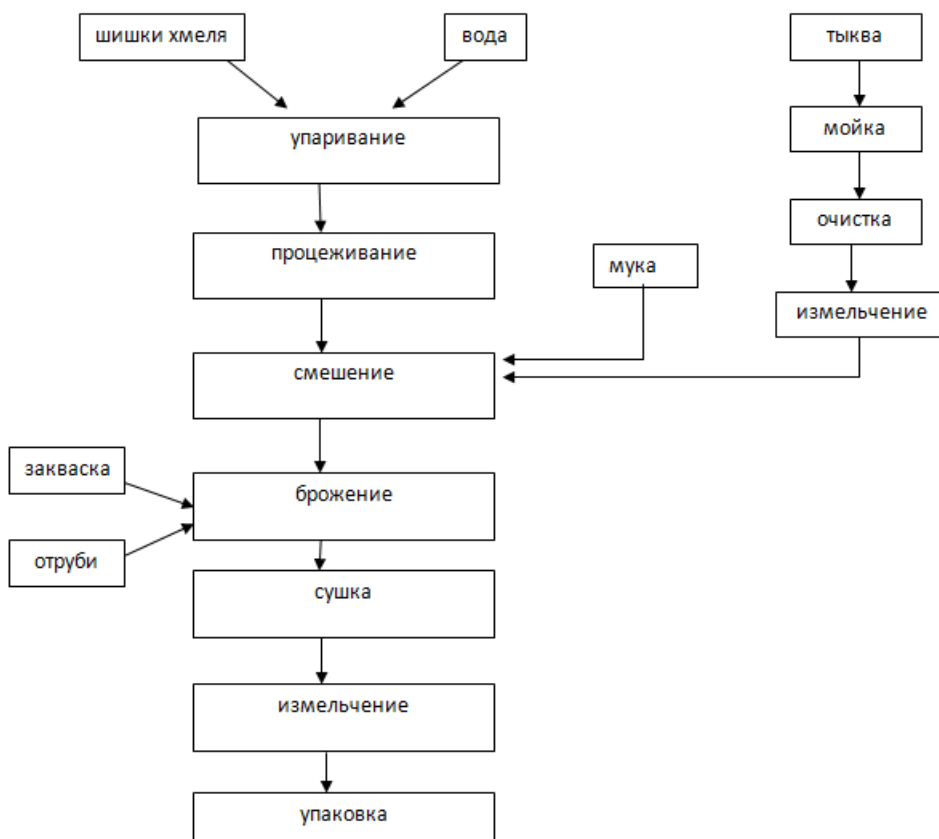 шишки хмеля
вода
тыква
упаривание
мойка
очистка
процеживание
мука
измельчение
смешение
закваска
брожение
отруби
сушка
измельчение
упаковка